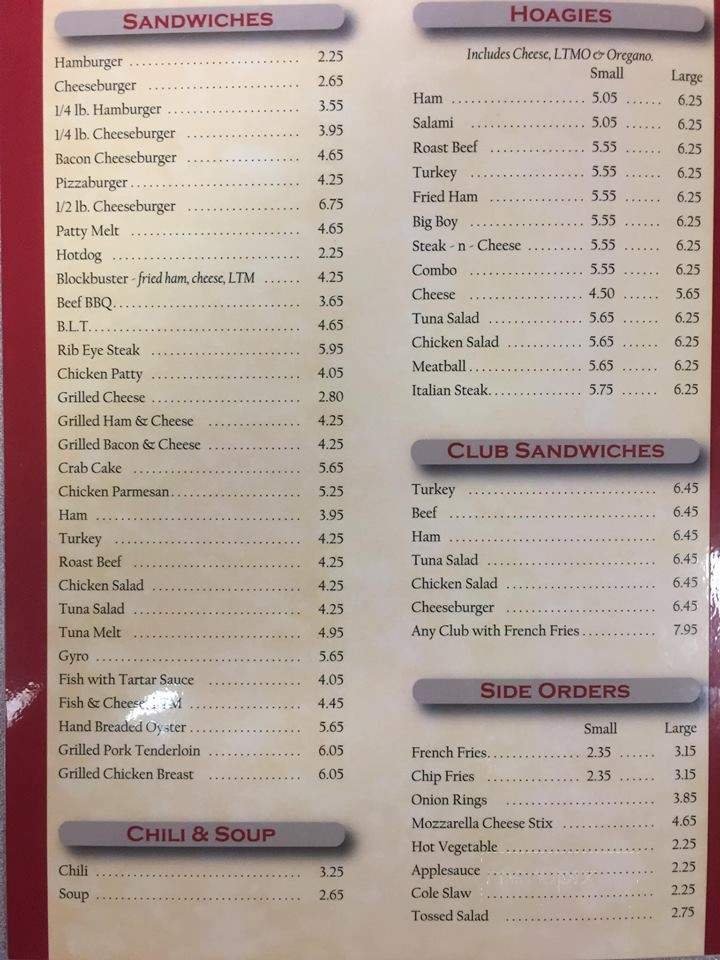 SANDWICHES
Hamburger 2.25
Cheeseburger 2.65
1/4 lb. Hamburger 3.55
1/4 lb. Cheeseburger 3.95
Bacon Cheeseburger 4.65
Pizzaburger 4.25
1/2 lb. Cheeseburger 6.75
Patty Melt 4.65
Hotdog 2.25
Blockbuster - fried ham, cheese, LTM 4.25
Beef BBQ 3.65
B.L.T. 4.65
Rib Eye Steak 5.95
Chicken Patty 4.05
Grilled Cheese 2.80
Grilled Ham & Cheese 4.25
Grilled Bacon & Cheese 4.25
Crab Cake 5.65
Chicken Parmesan 5.25
Ham 3.95
Turkey 4.25
Roast Beef 4.25
Chicken Salad 4.25
Tuna Salad 4.25
Tuna Melt 4.95
Gyro 5.65
Fish with Tartar Sauce 4.05
Fish & Cheese, 4.45
Hand Breaded Oyster 5.65
Grilled Pork Tenderloin 6.05
Grilled Chicken Breast 6.05
CHILI & SOUP
Chili 3.25
Soup 2.65
HOAGIES
Includes Cheese, LTMO & Oregano.
Small Large
Ham 5.05 6.25
Salami 5.05 6.25
Roast Beef 5.55 6.25
Turkey 5.55 6.25
Fried Ham 5.55 6.25
Big Boy 5.55 6.25
Steak - n - Cheese 5.55 6.25
Combo 5.55 6.25
Cheese 4.50 5.65
Tuna Salad 5.65 6.25
Chicken Salad 5.65 6.25
Meatball 5.65 6.25
Italian Steak 5.75 6.25
CLUB SANDWICHES
Turkey 6.45
Beef 6.45
Ham 6.45
Tuna Salad 6.45
Chicken Salad 6.45
Cheeseburger 6.45
Any Club with French Fries 7.95
SIDE ORDERS
Small Large
French Fries 2.35 3.15
Chip Fries 2.35 3.15
Onion Rings 3.85
Mozzarella Cheese Stix 4.65
Hot Vegetable 2.25
Applesauce 2.25
Cole Slaw 2.25
Tossed Salad 2.75